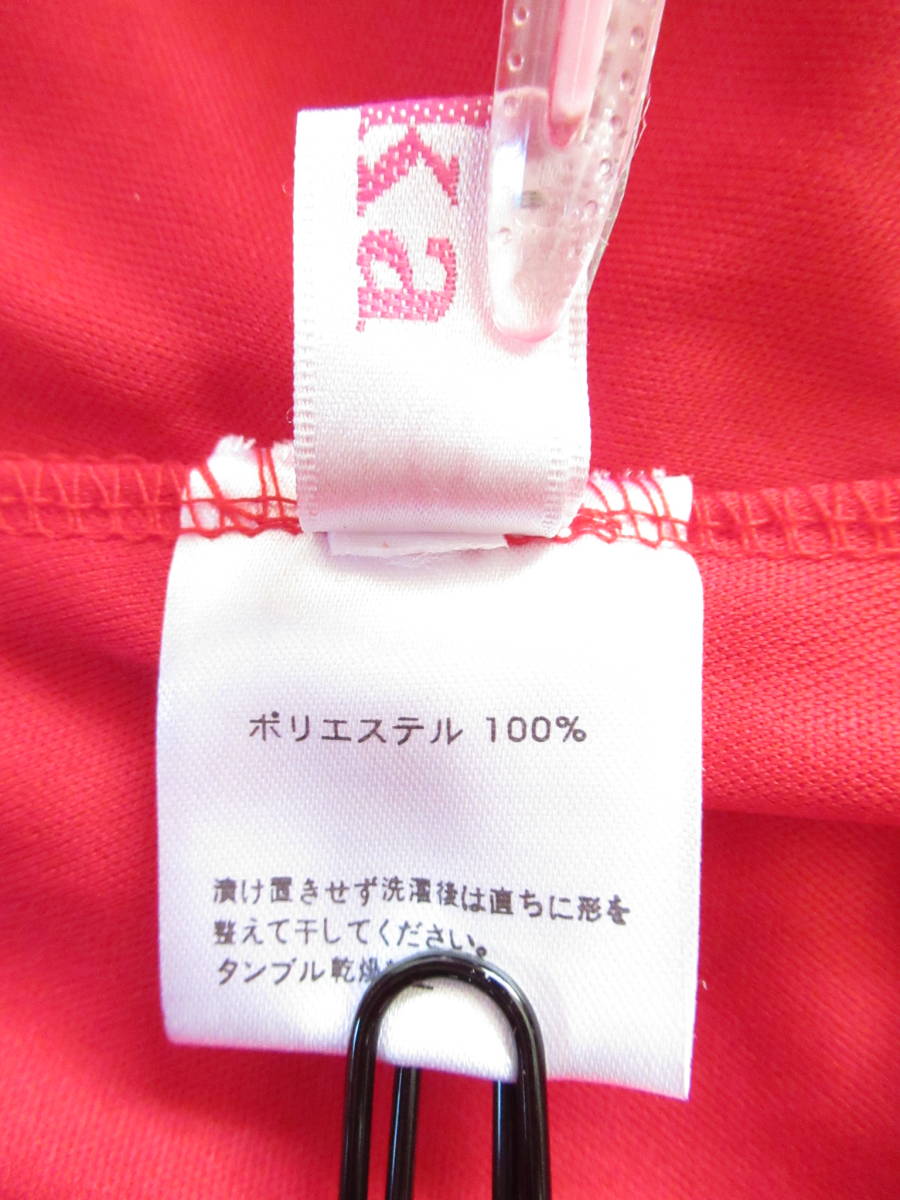 ka
ポリエステル 100%
漬け置きせず洗濯後は直ちに形を
整えて干してください。
タンブル乾燥